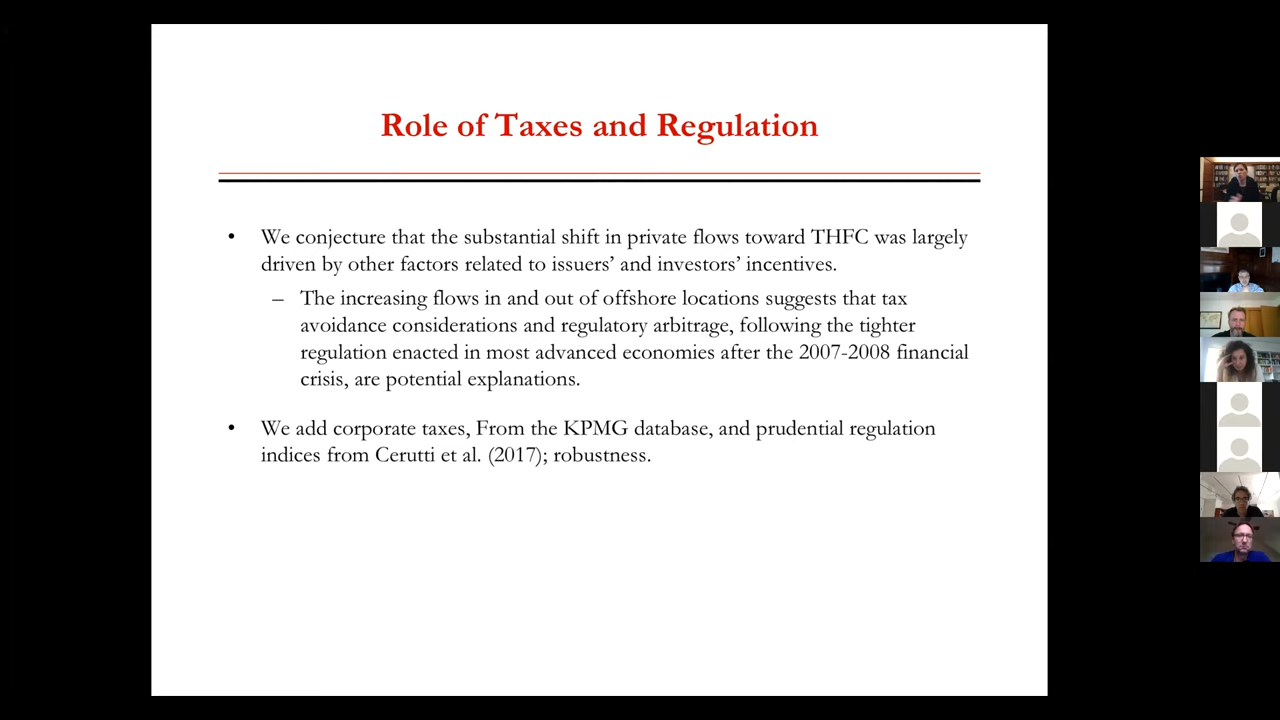 Role of Taxes and Regulation
• We conjecture that the substantial shift in private flows toward THFC was largely
driven by other factors related to issuers’ and investors’ incentives.
– The increasing flows in and out of offshore locations suggests that tax
avoidance considerations and regulatory arbitrage, following the tighter
regulation enacted in most advanced economies after the 2007-2008 financial
crisis, are potential explanations.
• We add corporate taxes, From the KPMG database, and prudential regulation
indices from Cerutti et al. (2017); robustness.